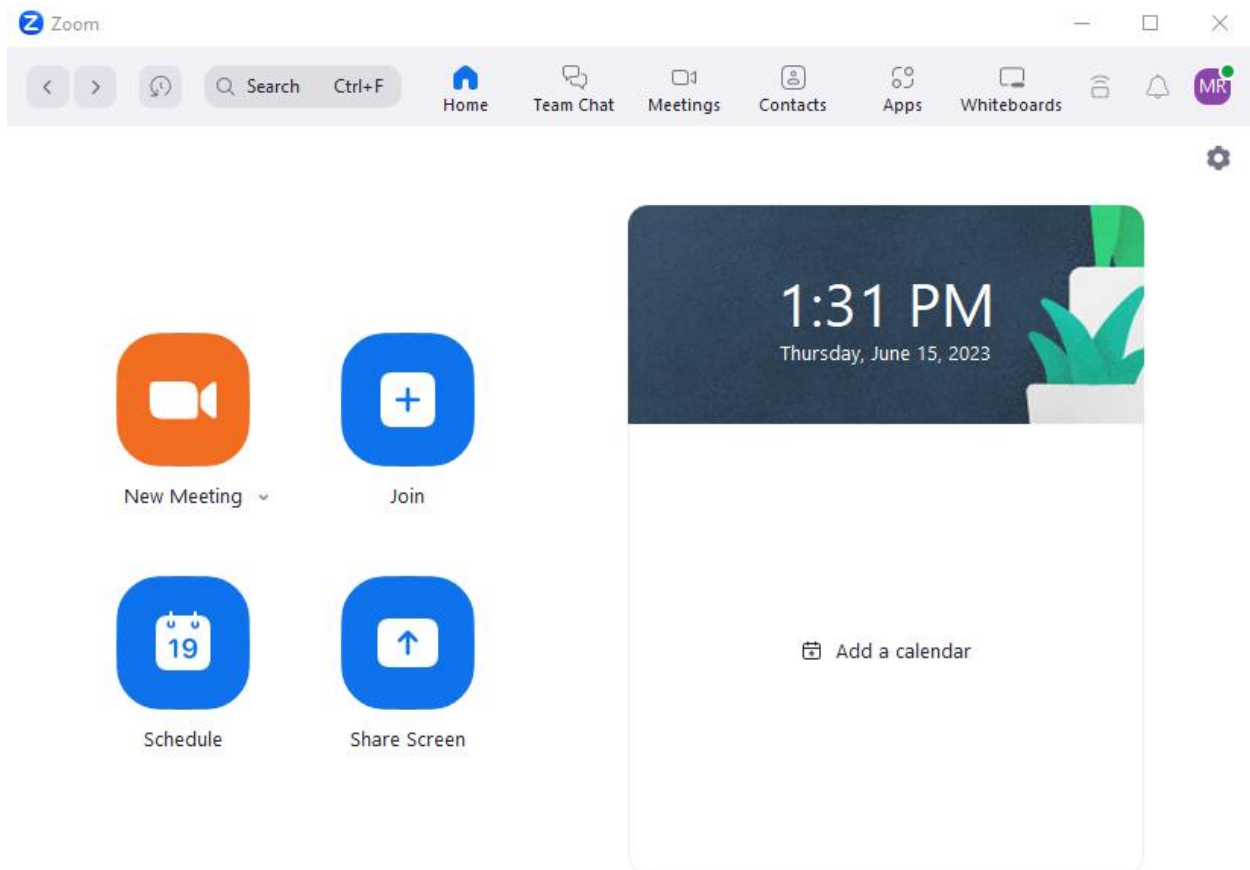 Zoom
Search Ctrl+F
Home
Team Chat
Meetings
Contacts
Apps
Whiteboards
MR
1:31 PM
Thursday, June 15, 2023
New Meeting
Join
19
Schedule
Share Screen
Add a calendar